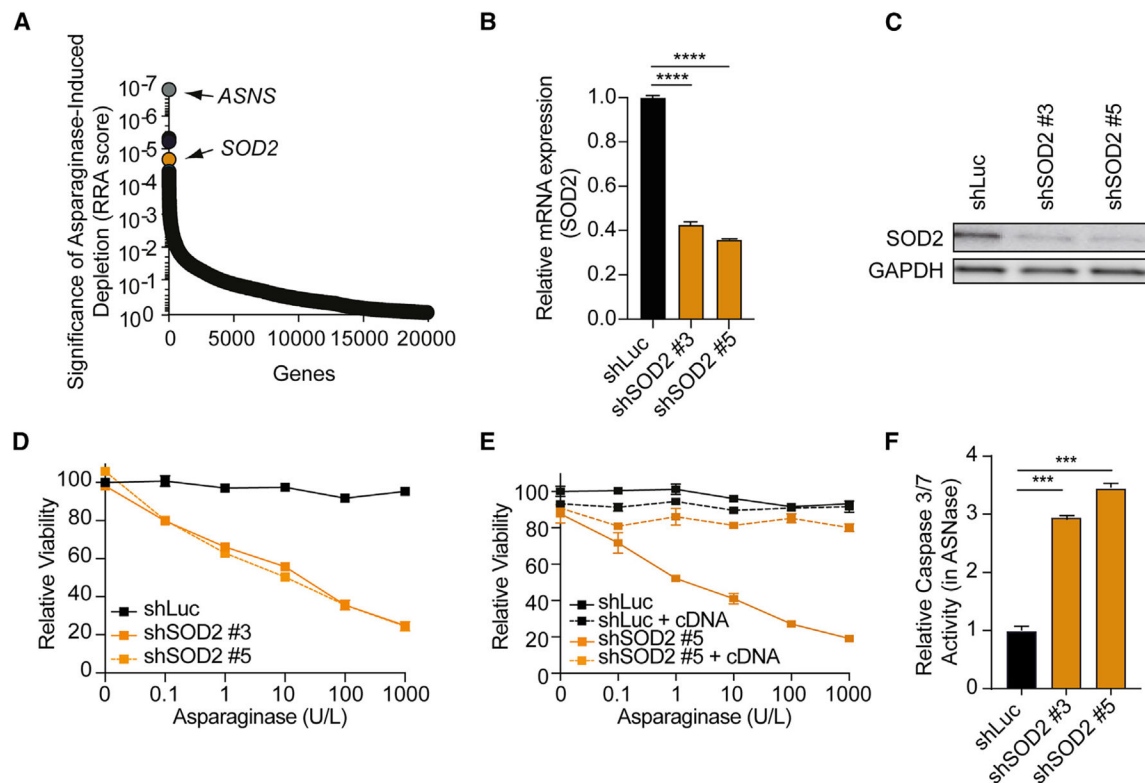 A
Significance of Asparaginase-Induced
Depletion (RRA score)
10-7
10-6
10-5
10-4
10-3
10-2
10-1
100
ASNS
SOD2
0
5000
10000
15000
20000
Genes
B
Relative mRNA expression
(SOD2)
1.0
0.8
0.6
0.4
0.2
0.0
****
****
shLuc
shSOD2 #3
shSOD2 #5
C
shLuc
shSOD2 #3
shSOD2 #5
SOD2
GAPDH
D
Relative Viability
100
80
60
40
20
0
shLuc
shSOD2 #3
shSOD2 #5
0
0.1
1
10
100
1000
Asparaginase (U/L)
E
Relative Viability
100
80
60
40
20
0
shLuc
shLuc + cDNA
shSOD2 #5
shSOD2 #5 + cDNA
0
0.1
1
10
100
1000
Asparaginase (U/L)
F
Relative Caspase 3/7
Activity (in ASNase)
4
3
2
1
0
***
***
shLuc
shSOD2 #3
shSOD2 #5